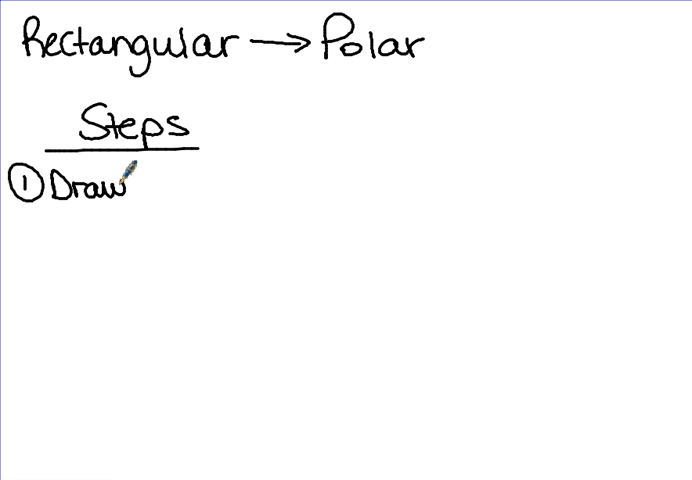 Rectangular → Polar
Steps
① Draw